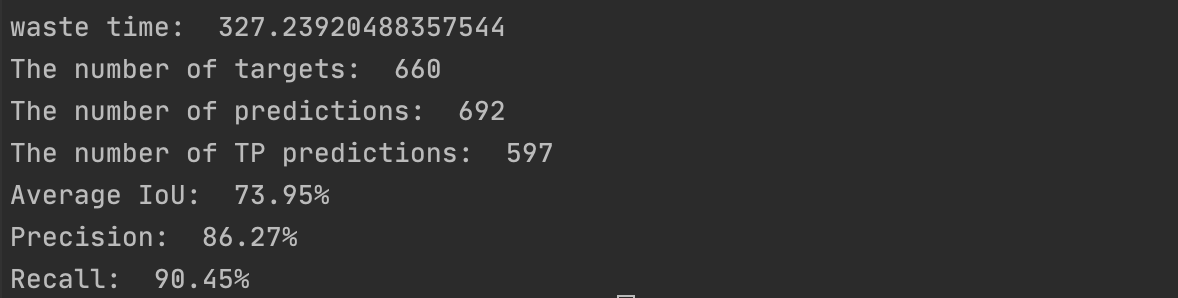 waste time:  327.23920488357544
The number of targets:  660
The number of predictions:  692
The number of TP predictions:  597
Average IoU:  73.95%
Precision:  86.27%
Recall:  90.45%